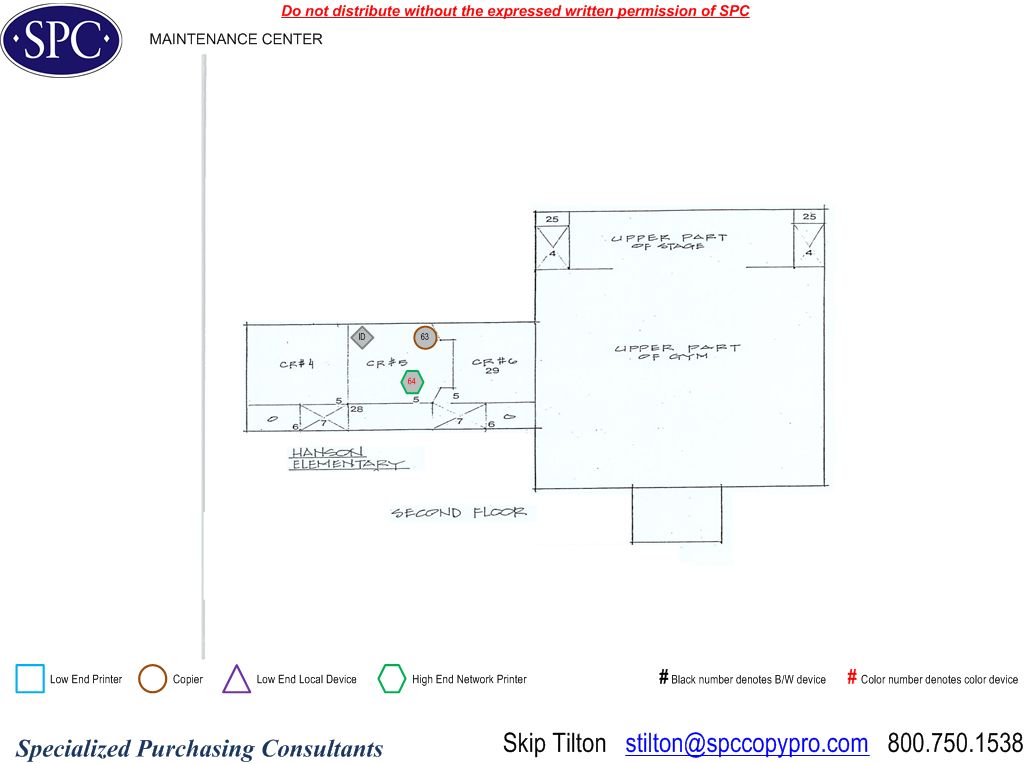 Do not distribute without the expressed written permission of SPC
SPC
MAINTENANCE CENTER
25
25
4
4
UPPER PART
OF STAGE
ID
63
CR#4
CR#5
CR#6
29
64
UPPER PART
OF GYM
5
28
5
5
6
7
7
6
HANSON
ELEMENTARY
SECOND FLOOR
Low End Printer
Copier
Low End Local Device
High End Network Printer
# Black number denotes B/W device
# Color number denotes color device
Specialized Purchasing Consultants
Skip Tilton stilton@spccopypro.com 800.750.1538